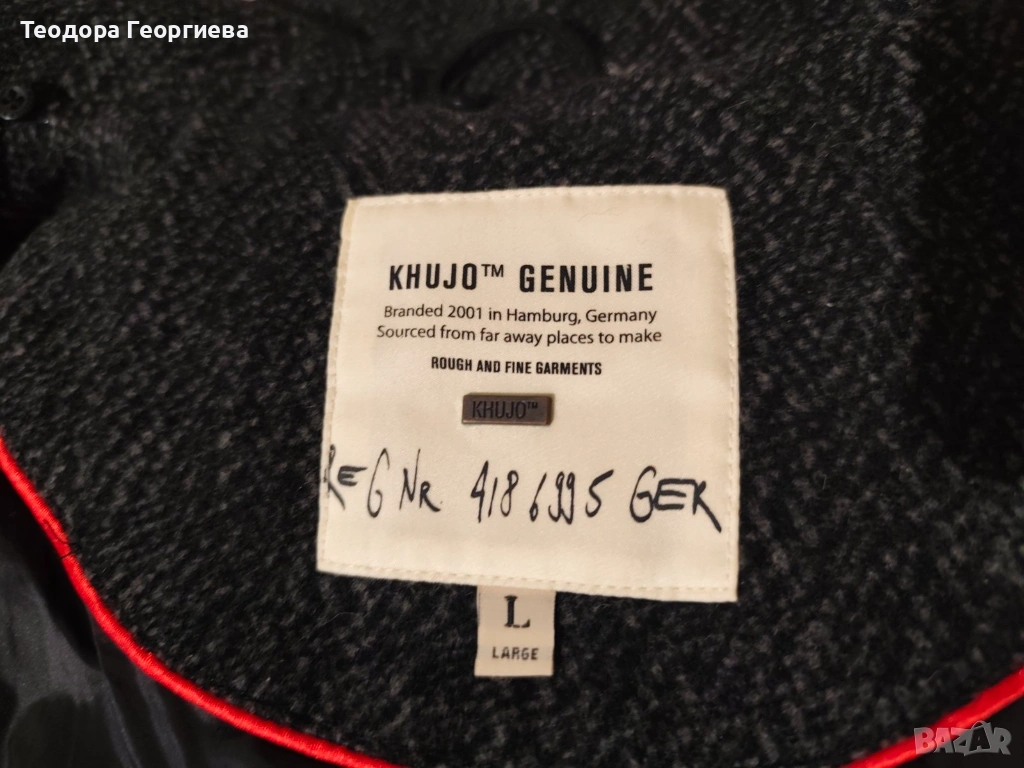 Теодора Георгиева
KHUJO™ GENUINE
Branded 2001 in Hamburg, Germany
Sourced from far away places to make
ROUGH AND FINE GARMENTS
KHUJO™
REG NR. 4186995 GER
L
LARGE
BAZAR